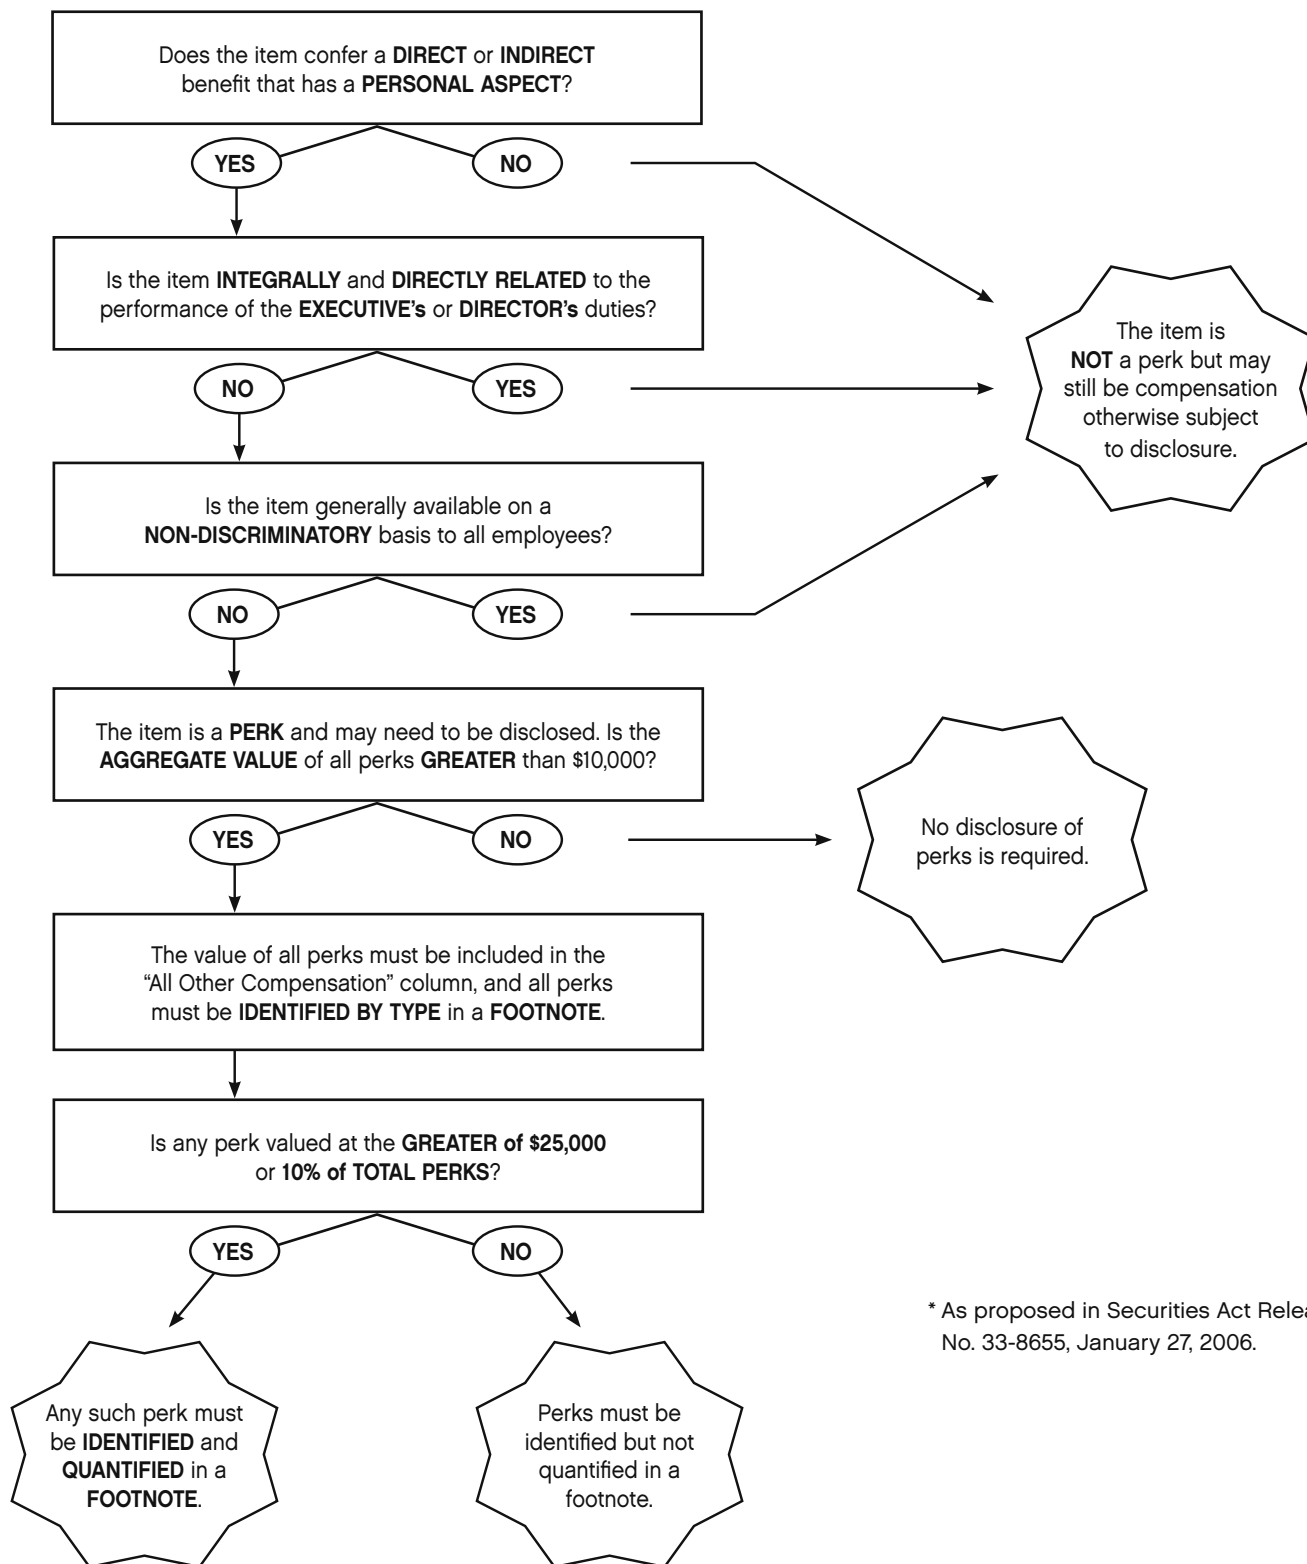 Does the item confer a DIRECT or INDIRECT
benefit that has a PERSONAL ASPECT?
YES
NO
Is the item INTEGRALLY and DIRECTLY RELATED to the
performance of the EXECUTIVE's or DIRECTOR's duties?
The item is
NOT a perk but may
still be compensation
otherwise subject
to disclosure.
NO
YES
Is the item generally available on a
NON-DISCRIMINATORY basis to all employees?
NO
YES
The item is a PERK and may need to be disclosed. Is the
AGGREGATE VALUE of all perks GREATER than $10,000?
YES
NO
No disclosure of
perks is required.
The value of all perks must be included in the
“All Other Compensation” column, and all perks
must be IDENTIFIED BY TYPE in a FOOTNOTE.
Is any perk valued at the GREATER of $25,000
or 10% of TOTAL PERKS?
YES
NO
* As proposed in Securities Act
No. 33-8655, January 27, 2006.
Any such perk must
be IDENTIFIED and
QUANTIFIED in a
FOOTNOTE.
Perks must be
identified but not
quantified in a
footnote.